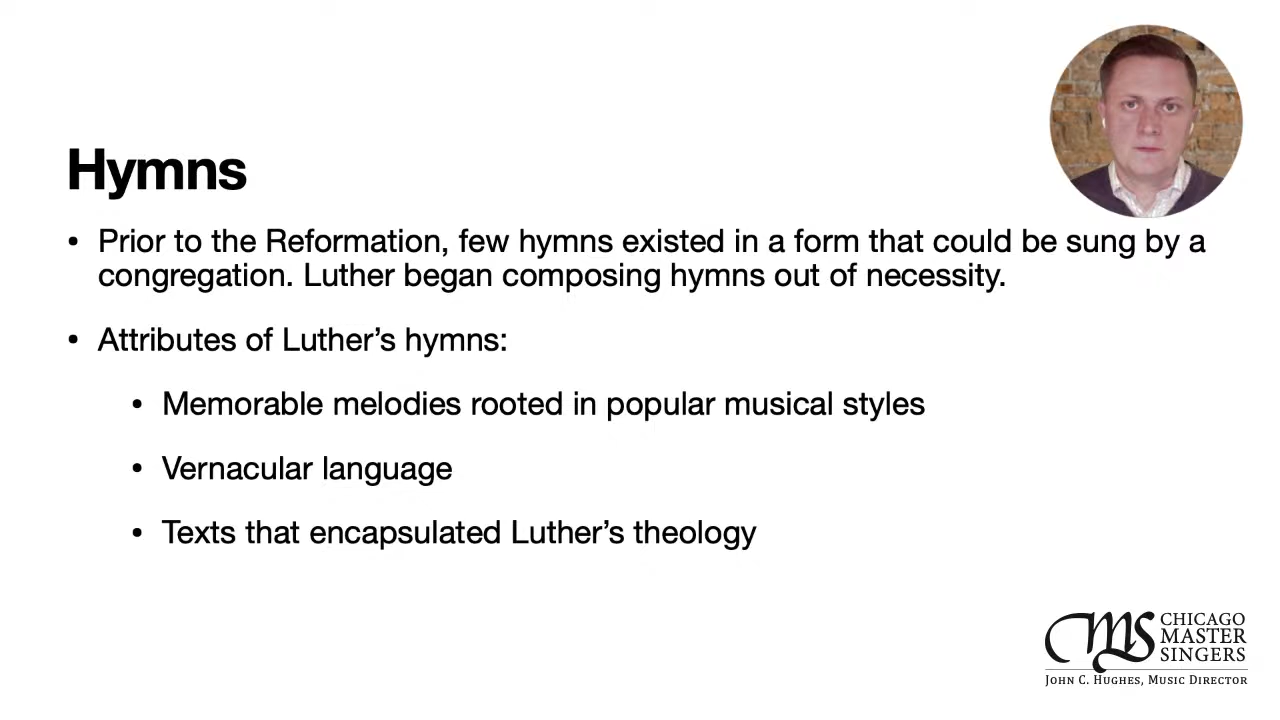 Hymns
• Prior to the Reformation, few hymns existed in a form that could be sung by a
congregation. Luther began composing hymns out of necessity.
• Attributes of Luther’s hymns:
• Memorable melodies rooted in popular musical styles
• Vernacular language
• Texts that encapsulated Luther’s theology
CMS
CHICAGO
MASTER
SINGERS
John C. Hughes, Music Director